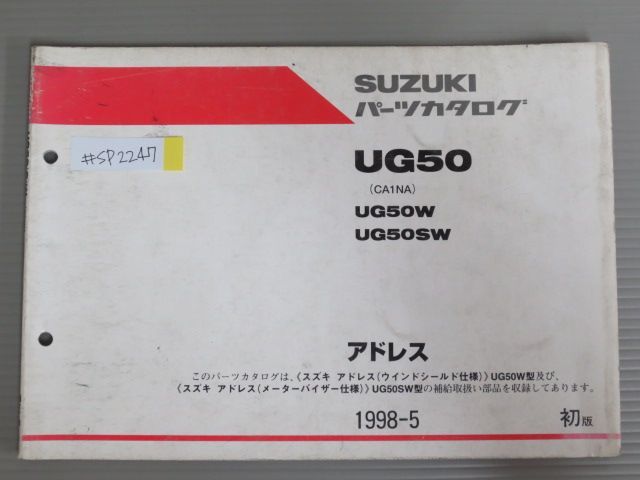 SUZUKI
パーツカタログ
#SP2247
UG50
(CA1NA)
UG50W
UG50SW
アドレス
このパーツカタログは、《スズキ アドレス(ウインドシールド仕様)》UG50W型及び、
《スズキ アドレス(メーターバイザー仕様)》UG50SW型の補給取扱い部品を収録してあります。
1998-5
初版